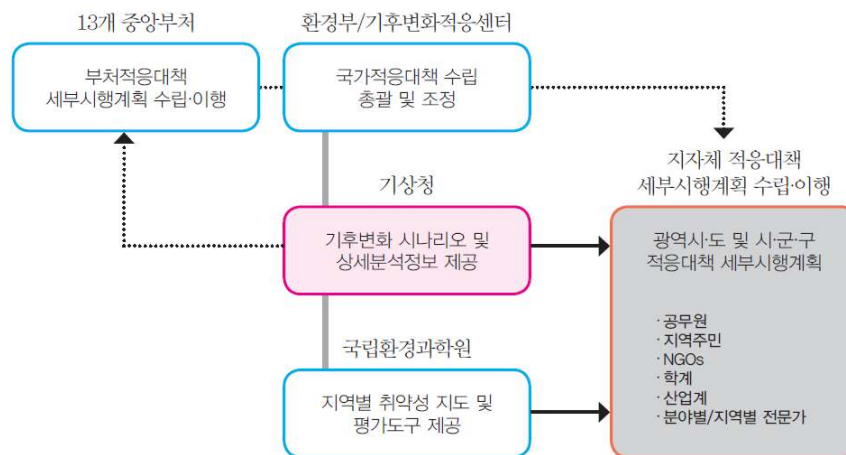 13개 중앙부처
부처적응대책
세부시행계획 수립·이행
환경부/기후변화적응센터
국가적응대책 수립
총괄 및 조정
기상청
기후변화 시나리오 및
상세분석정보 제공
국립환경과학원
지역별 취약성 지도 및
평가도구 제공
지자체 적응대책
세부시행계획 수립·이행
광역시·도 및 시·군·구
적응대책 세부시행계획
· 공무원
· 지역주민
· NGOs
· 학계
· 산업계
· 분야별/지역별 전문가